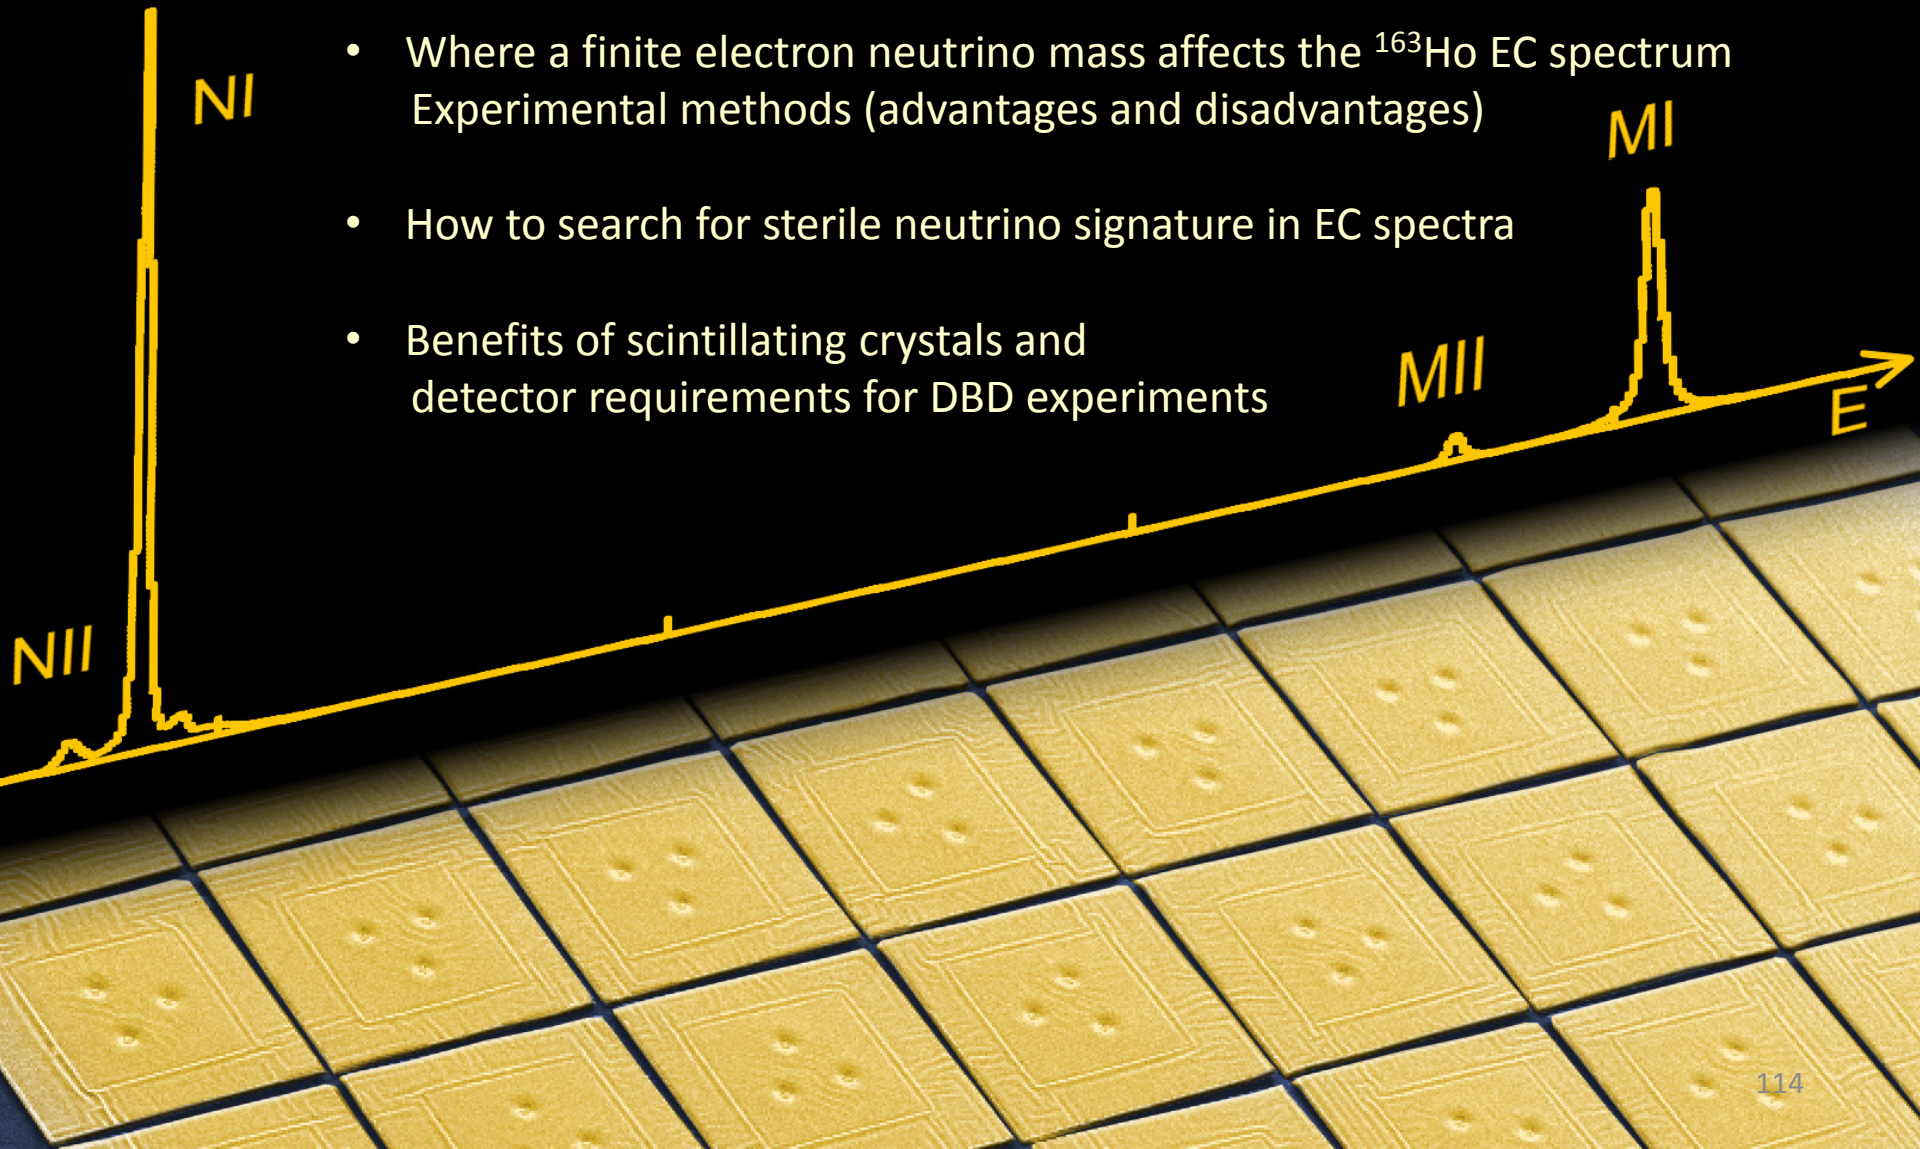 • Where a finite electron neutrino mass affects the ¹⁶³Ho EC spectrum
Experimental methods (advantages and disadvantages)
• How to search for sterile neutrino signature in EC spectra
• Benefits of scintillating crystals and
detector requirements for DBD experiments
NI
MI
MII
E
NII
114